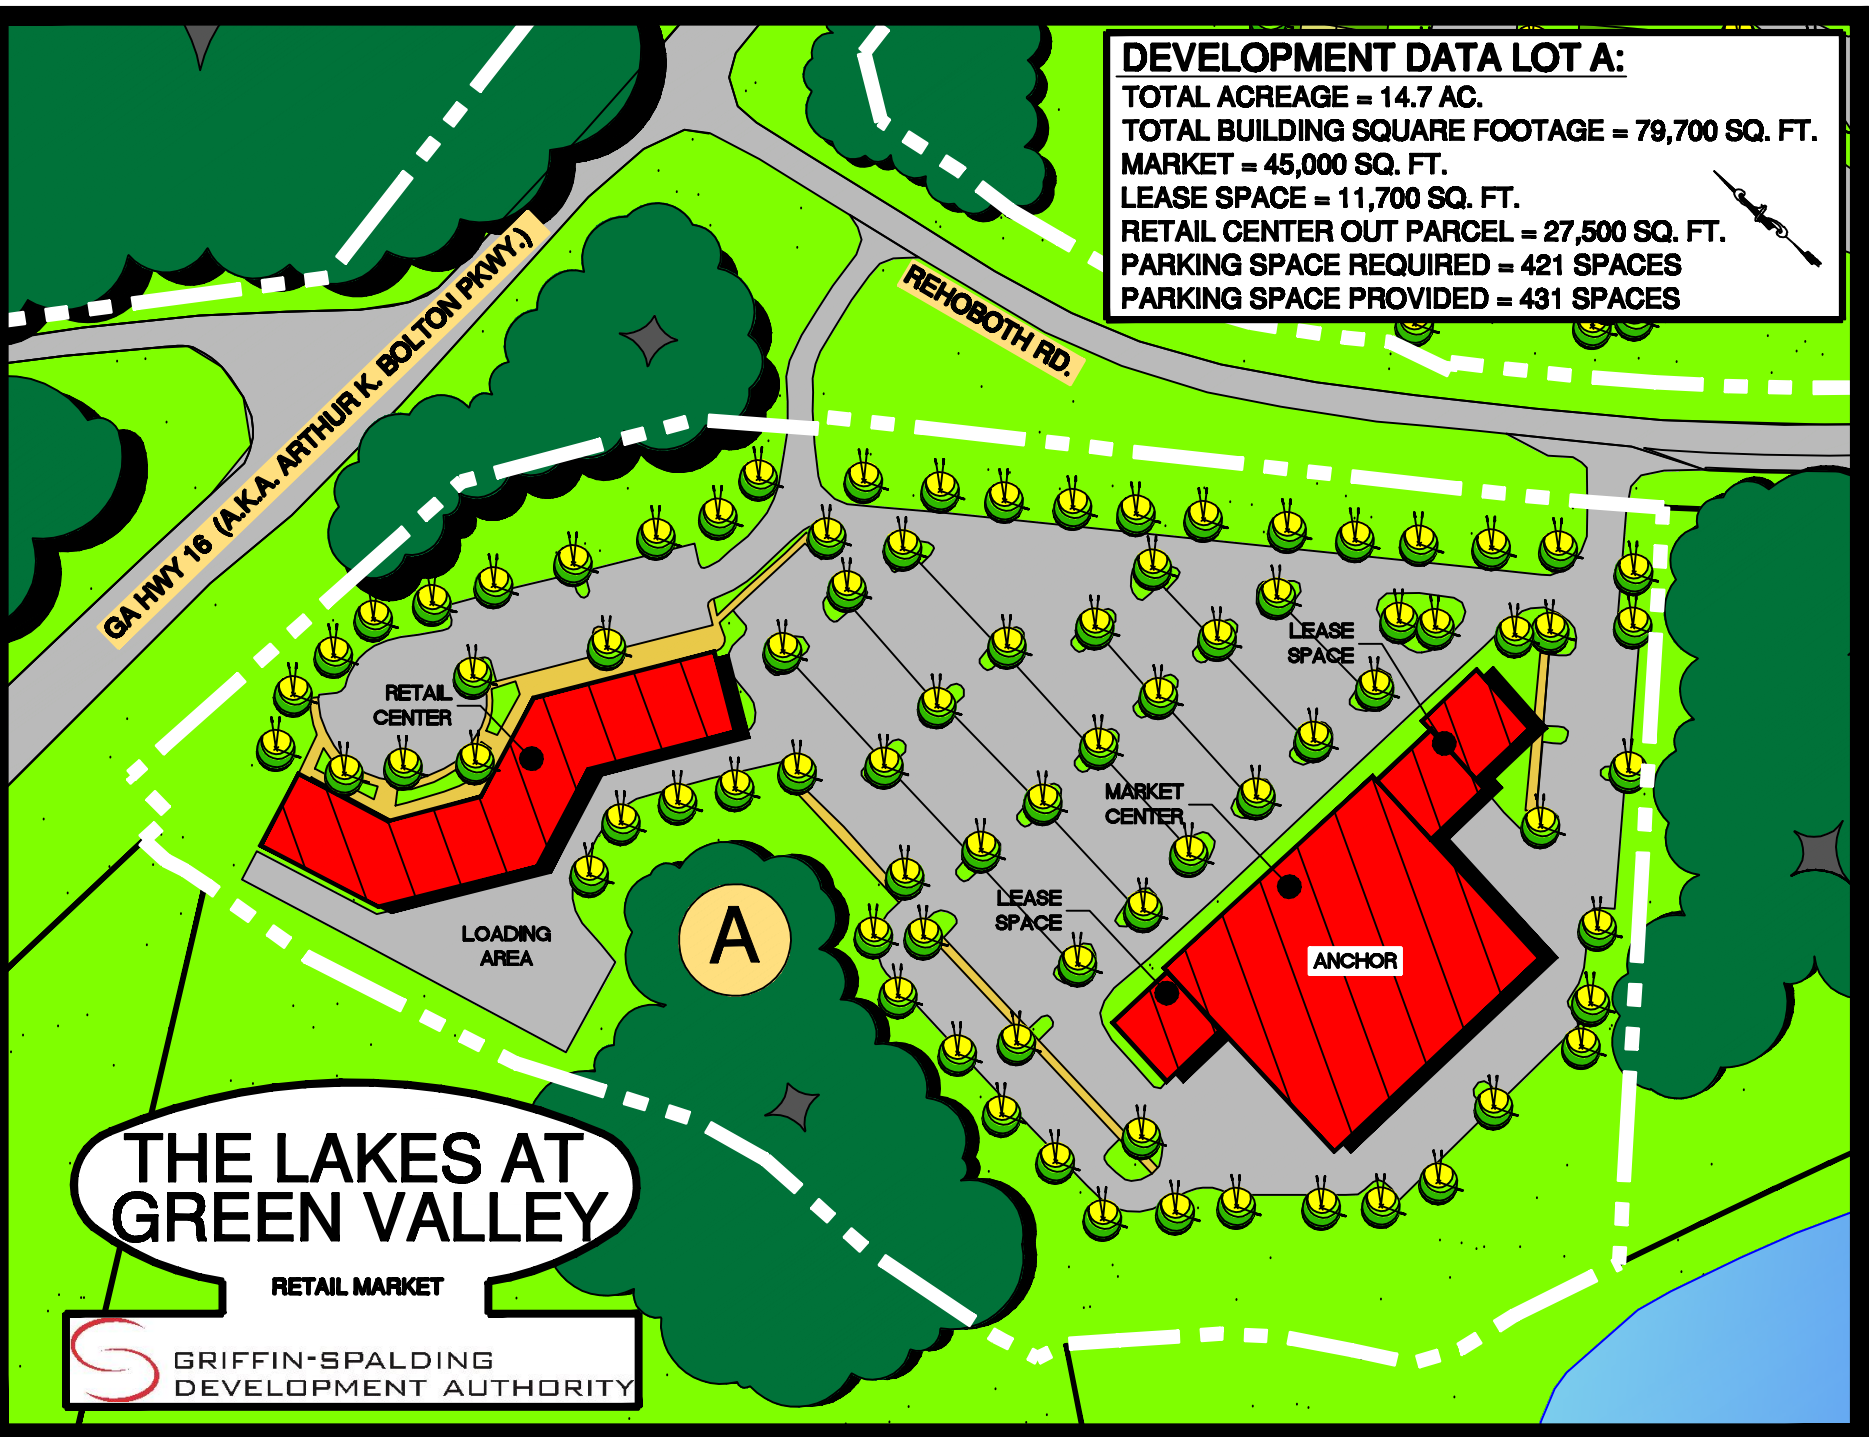 DEVELOPMENT DATA LOT A:
TOTAL ACREAGE = 14.7 AC.
TOTAL BUILDING SQUARE FOOTAGE = 79,700 SQ. FT.
MARKET = 45,000 SQ. FT.
LEASE SPACE = 11,700 SQ. FT.
RETAIL CENTER OUT PARCEL = 27,500 SQ. FT.
PARKING SPACE REQUIRED = 421 SPACES
PARKING SPACE PROVIDED = 431 SPACES
GA HWY 16 (A.K.A. ARTHUR K. BOLTON PKWY.)
REHOBOTH RD.
LEASE
SPACE
RETAIL
CENTER
MARKET
CENTER
LEASE
SPACE
LOADING
AREA
A
ANCHOR
THE LAKES AT
GREEN VALLEY
RETAIL MARKET
GRIFFIN-SPALDING
DEVELOPMENT AUTHORITY